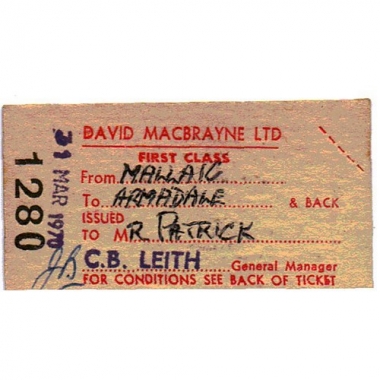 DAVID MACBRAYNE LTD
FIRST CLASS
From MALLAIG
To ARMADALE & BACK
ISSUED
TO Mr PATRICK
C.B. LEITH General Manager
FOR CONDITIONS SEE BACK OF TICKET
1280
31 MAR 1970
JB